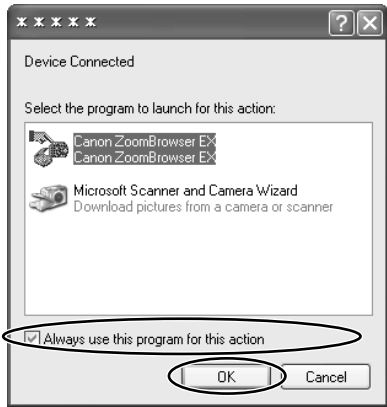 × × × × ×
Device Connected
Select the program to launch for this action:
Canon ZoomBrowser EX
Canon ZoomBrowser EX
Microsoft Scanner and Camera Wizard
Download pictures from a camera or scanner
Always use this program for this action
OK
Cancel